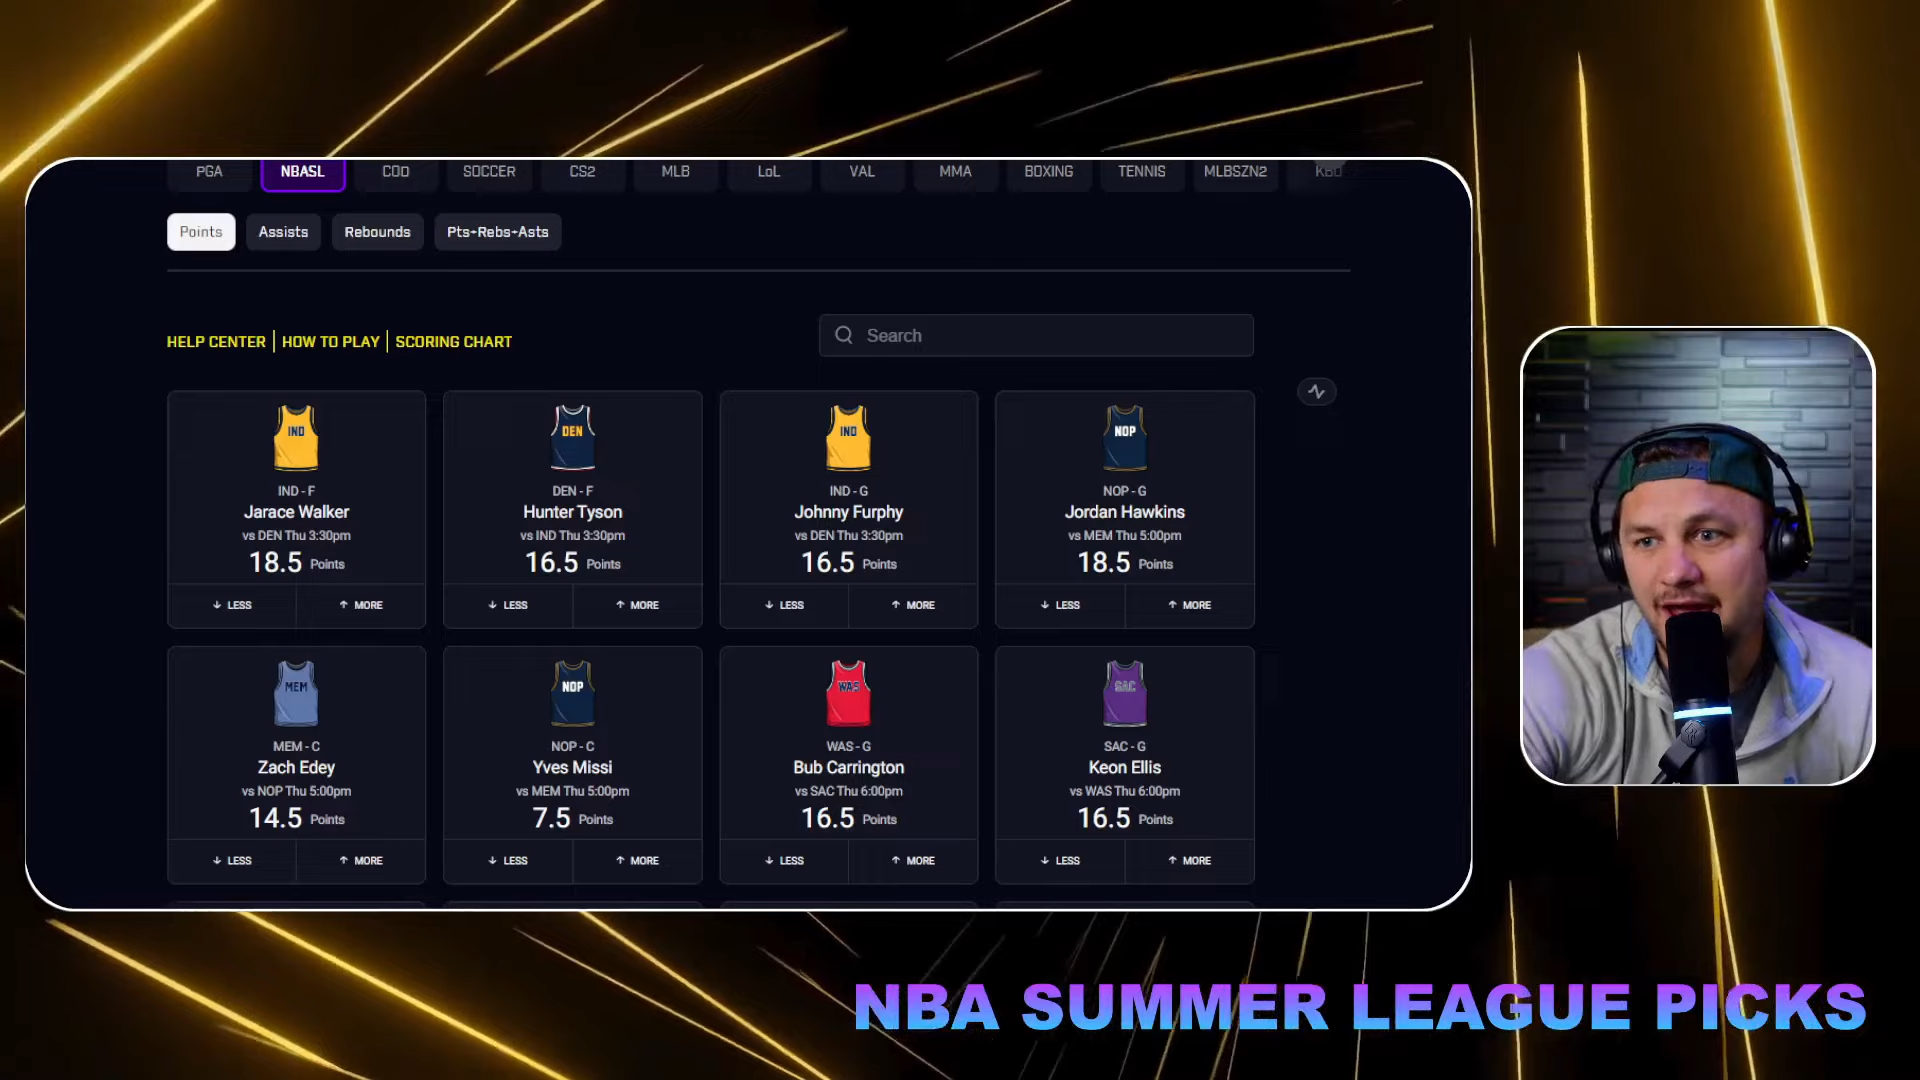 PGA NBASL COD SOCCER CS2 MLB LoL VAL MMA BOXING TENNIS MLBSZN2 KBO
Points Assists Rebounds Pts+Rebs+Asts
HELP CENTER HOW TO PLAY SCORING CHART
Search
IND DEN IND NOP
IND - F DEN - F IND - G NOP - G
Jarace Walker Hunter Tyson Johnny Furphy Jordan Hawkins
vs DEN Thu 3:30pm vs IND Thu 3:30pm vs DEN Thu 3:30pm vs MEM Thu 5:00pm
18.5 Points 16.5 Points 16.5 Points 18.5 Points
LESS MORE LESS MORE LESS MORE LESS MORE
MEM NOP WAS SAC
MEM - C NOP - C WAS - G SAC - G
Zach Edey Yves Missi Bub Carrington Keon Ellis
vs NOP Thu 5:00pm vs MEM Thu 5:00pm vs SAC Thu 6:00pm vs WAS Thu 6:00pm
14.5 Points 7.5 Points 16.5 Points 16.5 Points
LESS MORE LESS MORE LESS MORE LESS MORE
NBA SUMMER LEAGUE PICKS